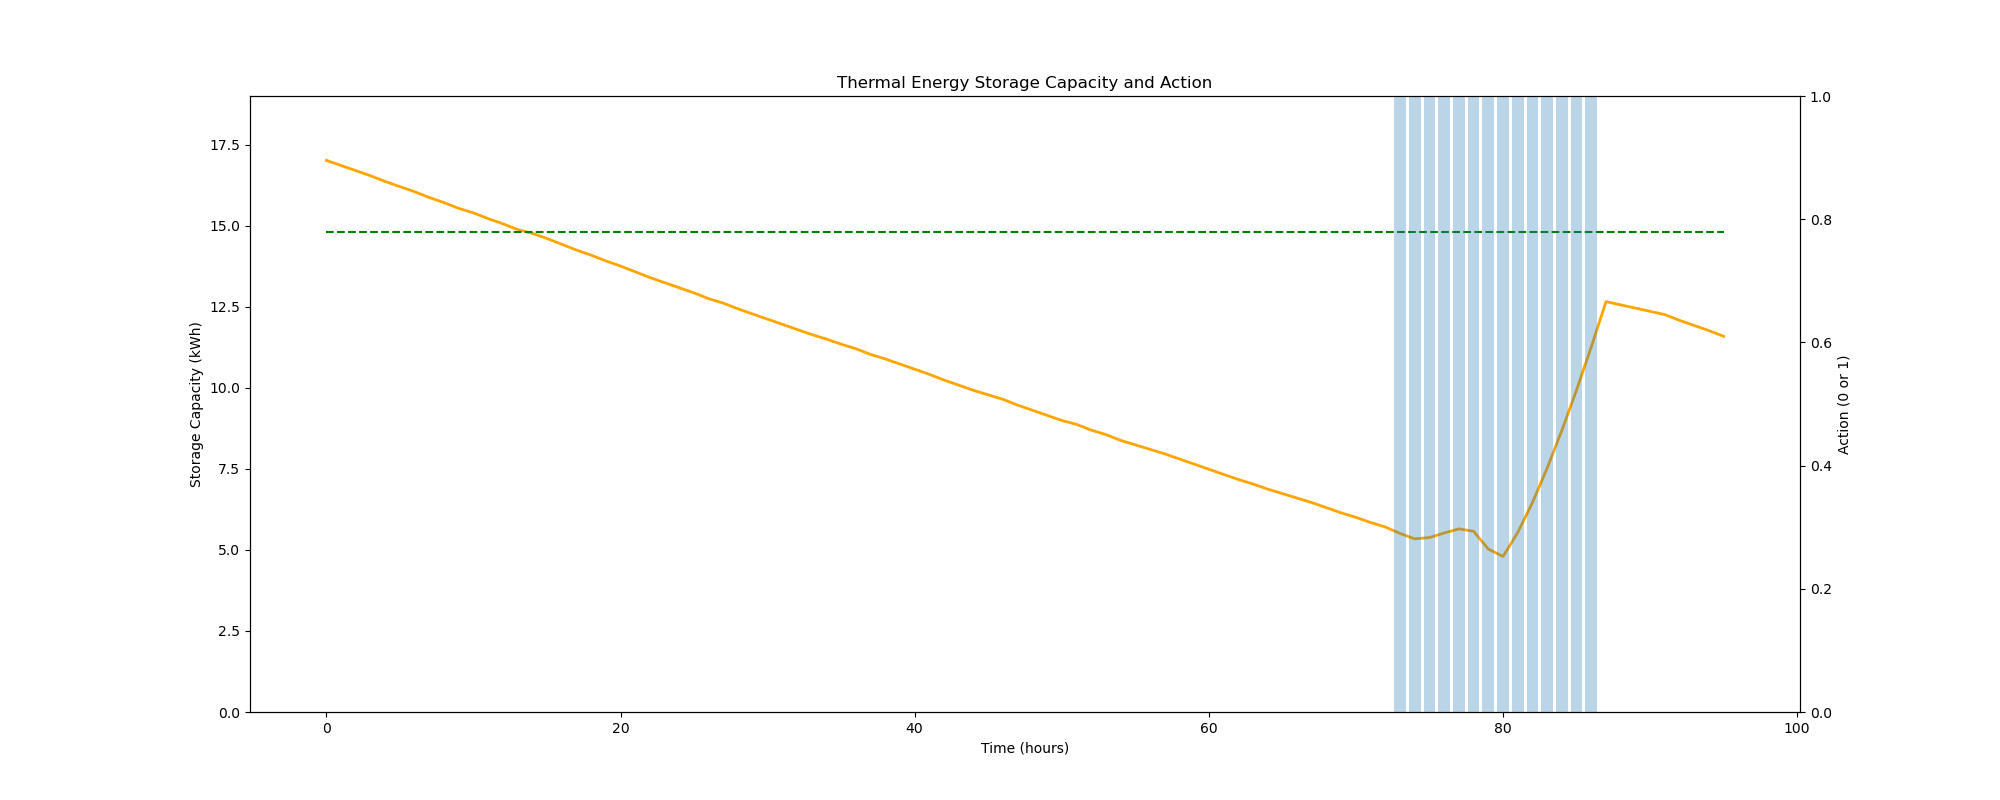 Thermal Energy Storage Capacity and Action
17.5
15.0
12.5
10.0
7.5
5.0
2.5
0.0
Storage Capacity (kWh)
1.0
0.8
0.6
0.4
0.2
0.0
Action (0 or 1)
0 20 40 60 80 100
Time (hours)